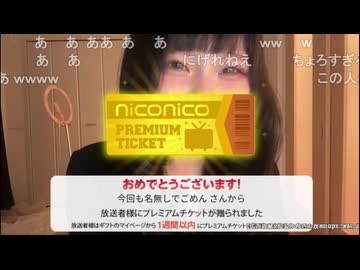 あ　あ ああ あ　あ　　　　　　ｗｗ　ｗ
あ　あ　　　　　にげれねえ　　ちょろすぎる
あ ｗｗｗｗ　　　　　　　　　　この人
niconico
PREMIUM
TICKET
おめでとうございます!
今回も名無しでごめん さんから
放送者様にプレミアムチケットが贈られました
放送者様はギフトのマイページから1週間以内にプレミアムチケット